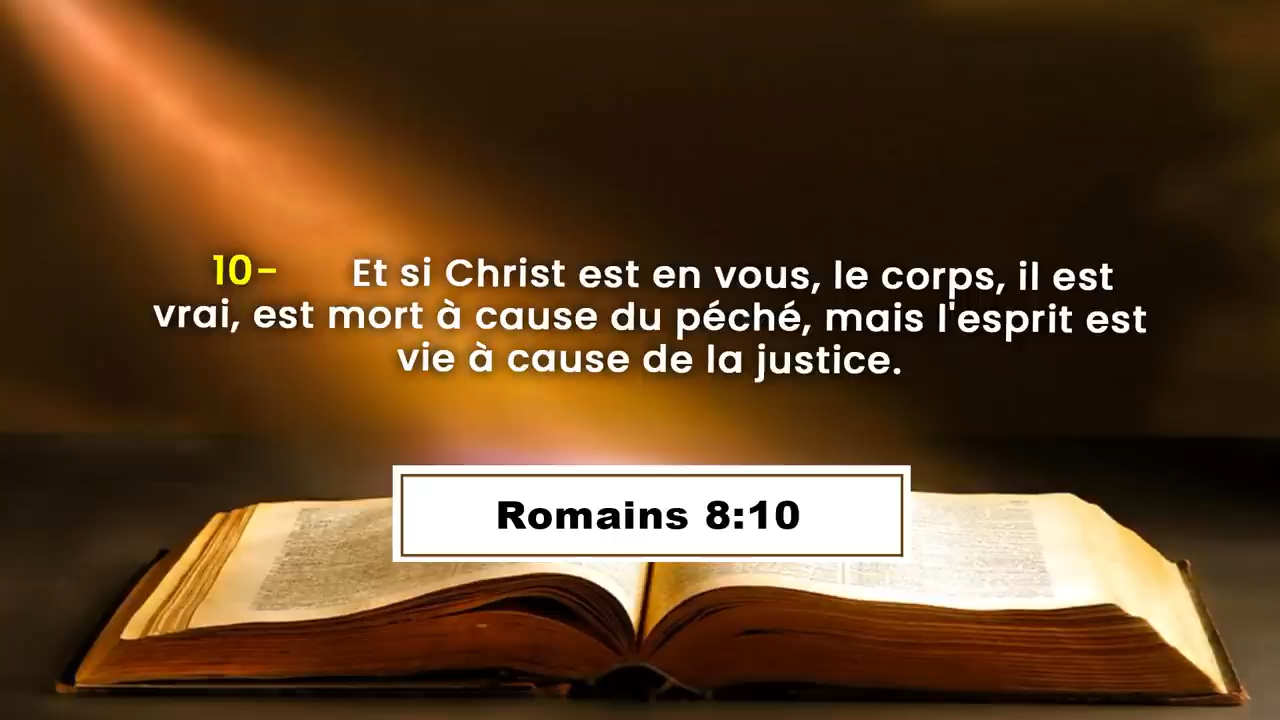 10- Et si Christ est en vous, le corps, il est
vrai, est mort à cause du péché, mais l'esprit est
vie à cause de la justice.
Romains 8:10